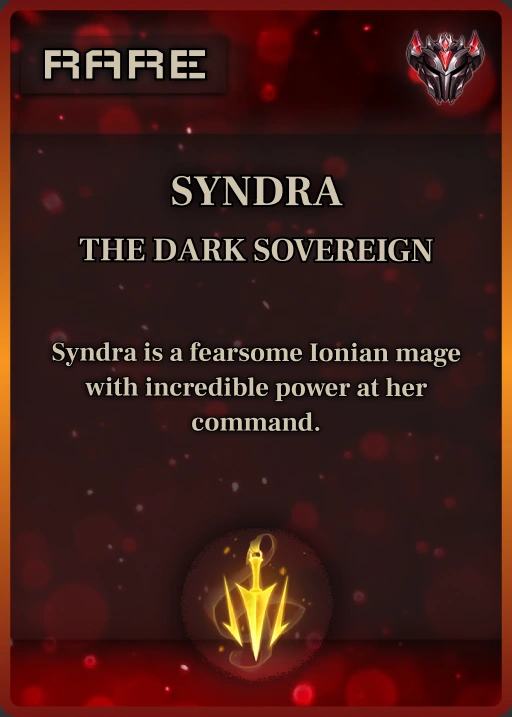 RARE
SYNDRA
THE DARK SOVEREIGN
Syndra is a fearsome Ionian mage
with incredible power at her
command.